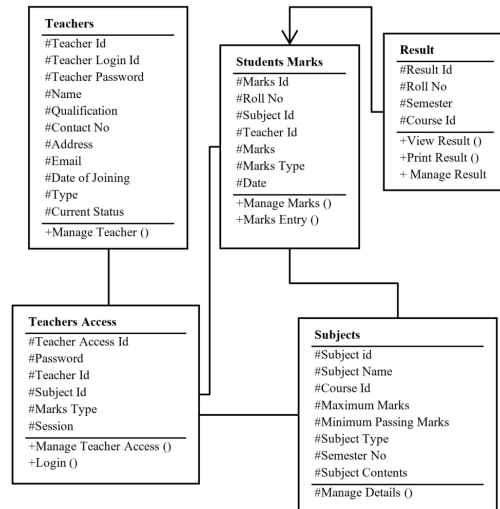 Teachers
#Teacher Id
#Teacher Login Id
#Teacher Password
#Name
#Qualification
#Contact No
#Address
#Email
#Date of Joining
#Type
#Current Status
+Manage Teacher ()
Students Marks
#Marks Id
#Roll No
#Subject Id
#Teacher Id
#Marks
#Marks Type
#Date
+Manage Marks ()
+Marks Entry ()
Result
#Result Id
#Roll No
#Semester
#Course Id
+View Result ()
+Print Result ()
+ Manage Result
Teachers Access
#Teacher Access Id
#Password
#Teacher Id
#Subject Id
#Marks Type
#Session
+Manage Teacher Access ()
+Login ()
Subjects
#Subject id
#Subject Name
#Course Id
#Maximum Marks
#Minimum Passing Marks
#Subject Type
#Semester No
#Subject Contents
#Manage Details ()